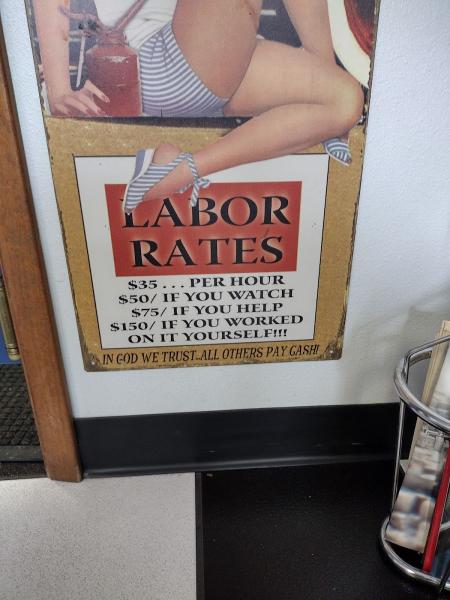 LABOR
RATES
$35 . . . PER HOUR
$50/ IF YOU WATCH
$75/ IF YOU HELP
$150/ IF YOU WORKED
ON IT YOURSELF!!!
IN GOD WE TRUST...ALL OTHERS PAY CASH!